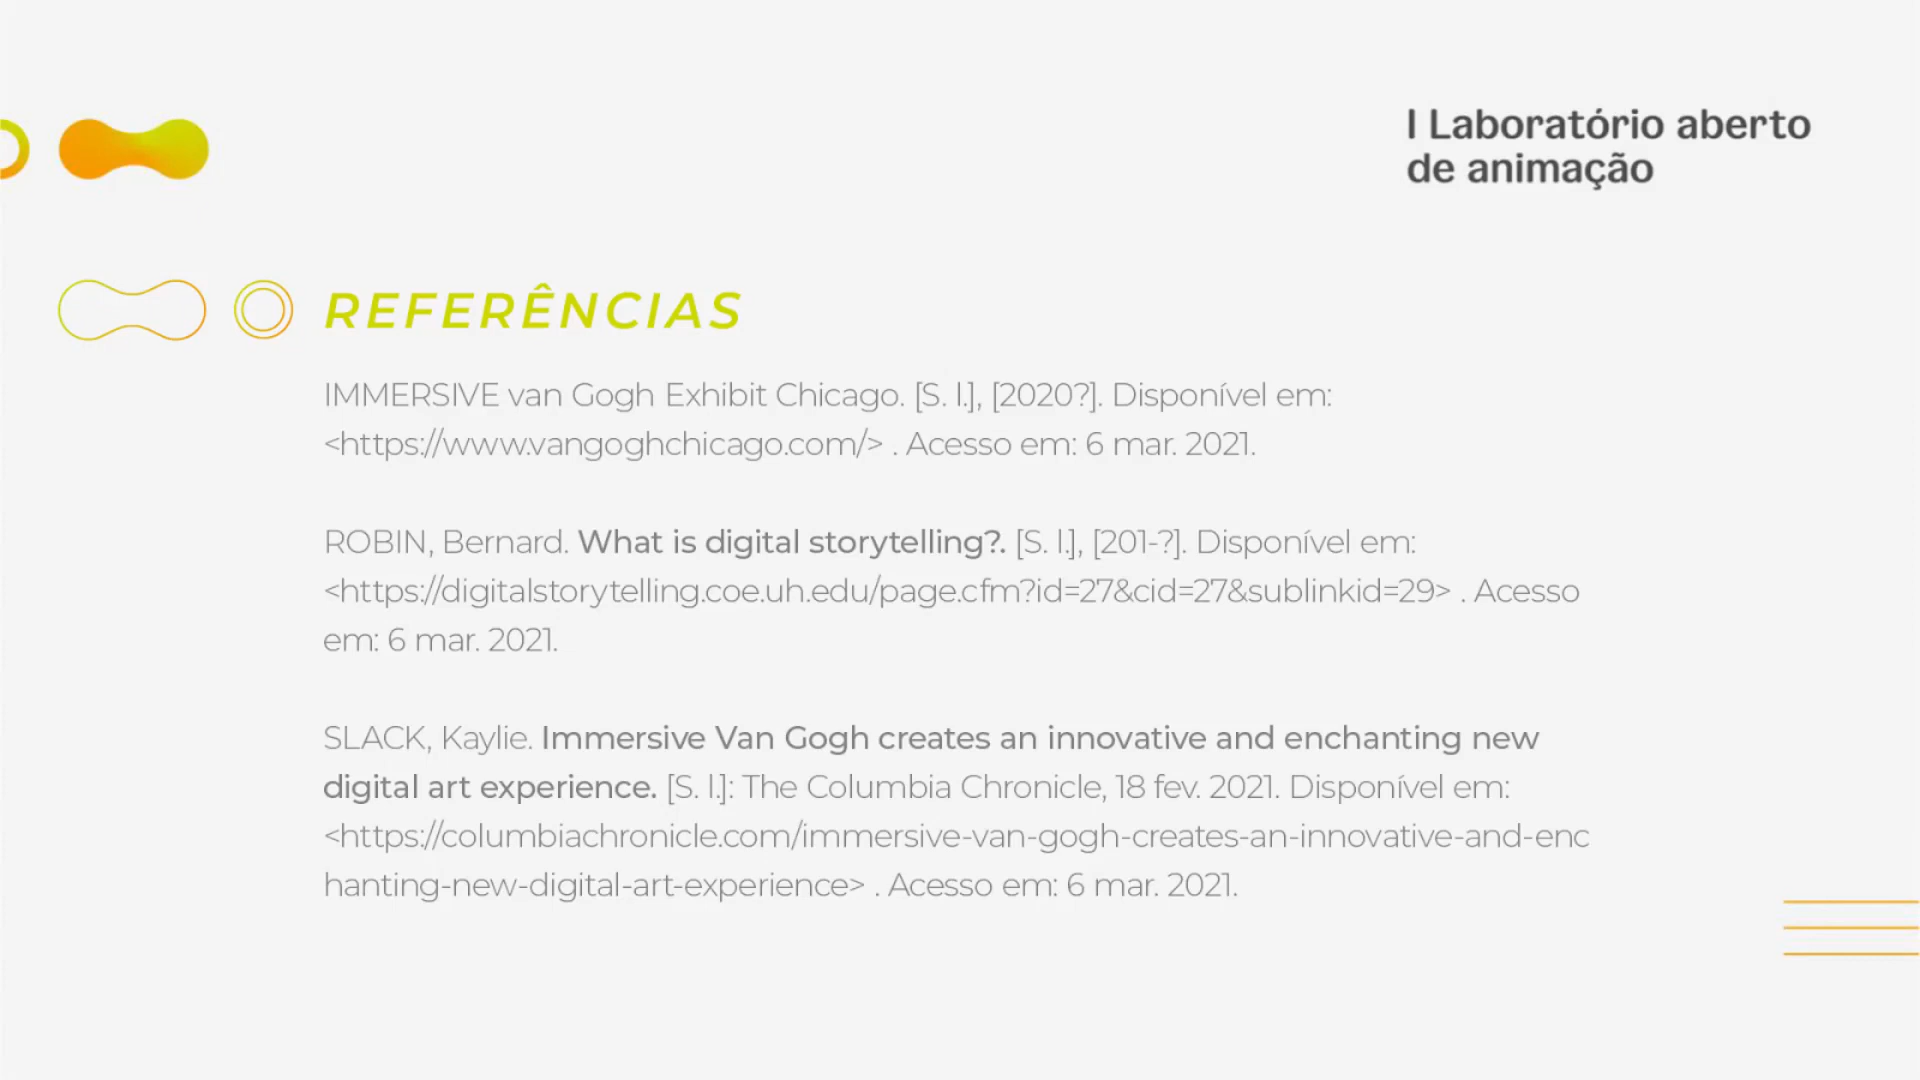 I Laboratório aberto
de animação
REFERÊNCIAS
IMMERSIVE van Gogh Exhibit Chicago. [S. l.], [2020?]. Disponível em:
<https://www.vangoghchicago.com/> . Acesso em: 6 mar. 2021.
ROBIN, Bernard. What is digital storytelling?. [S. l.], [201-?]. Disponível em:
<https://digitalstorytelling.coe.uh.edu/page.cfm?id=27&cid=27&sublinkid=29> . Acesso
em: 6 mar. 2021.
SLACK, Kaylie. Immersive Van Gogh creates an innovative and enchanting new
digital art experience. [S. l.]: The Columbia Chronicle, 18 fev. 2021. Disponível em:
<https://columbiachronicle.com/immersive-van-gogh-creates-an-innovative-and-enc
hanting-new-digital-art-experience> . Acesso em: 6 mar. 2021.